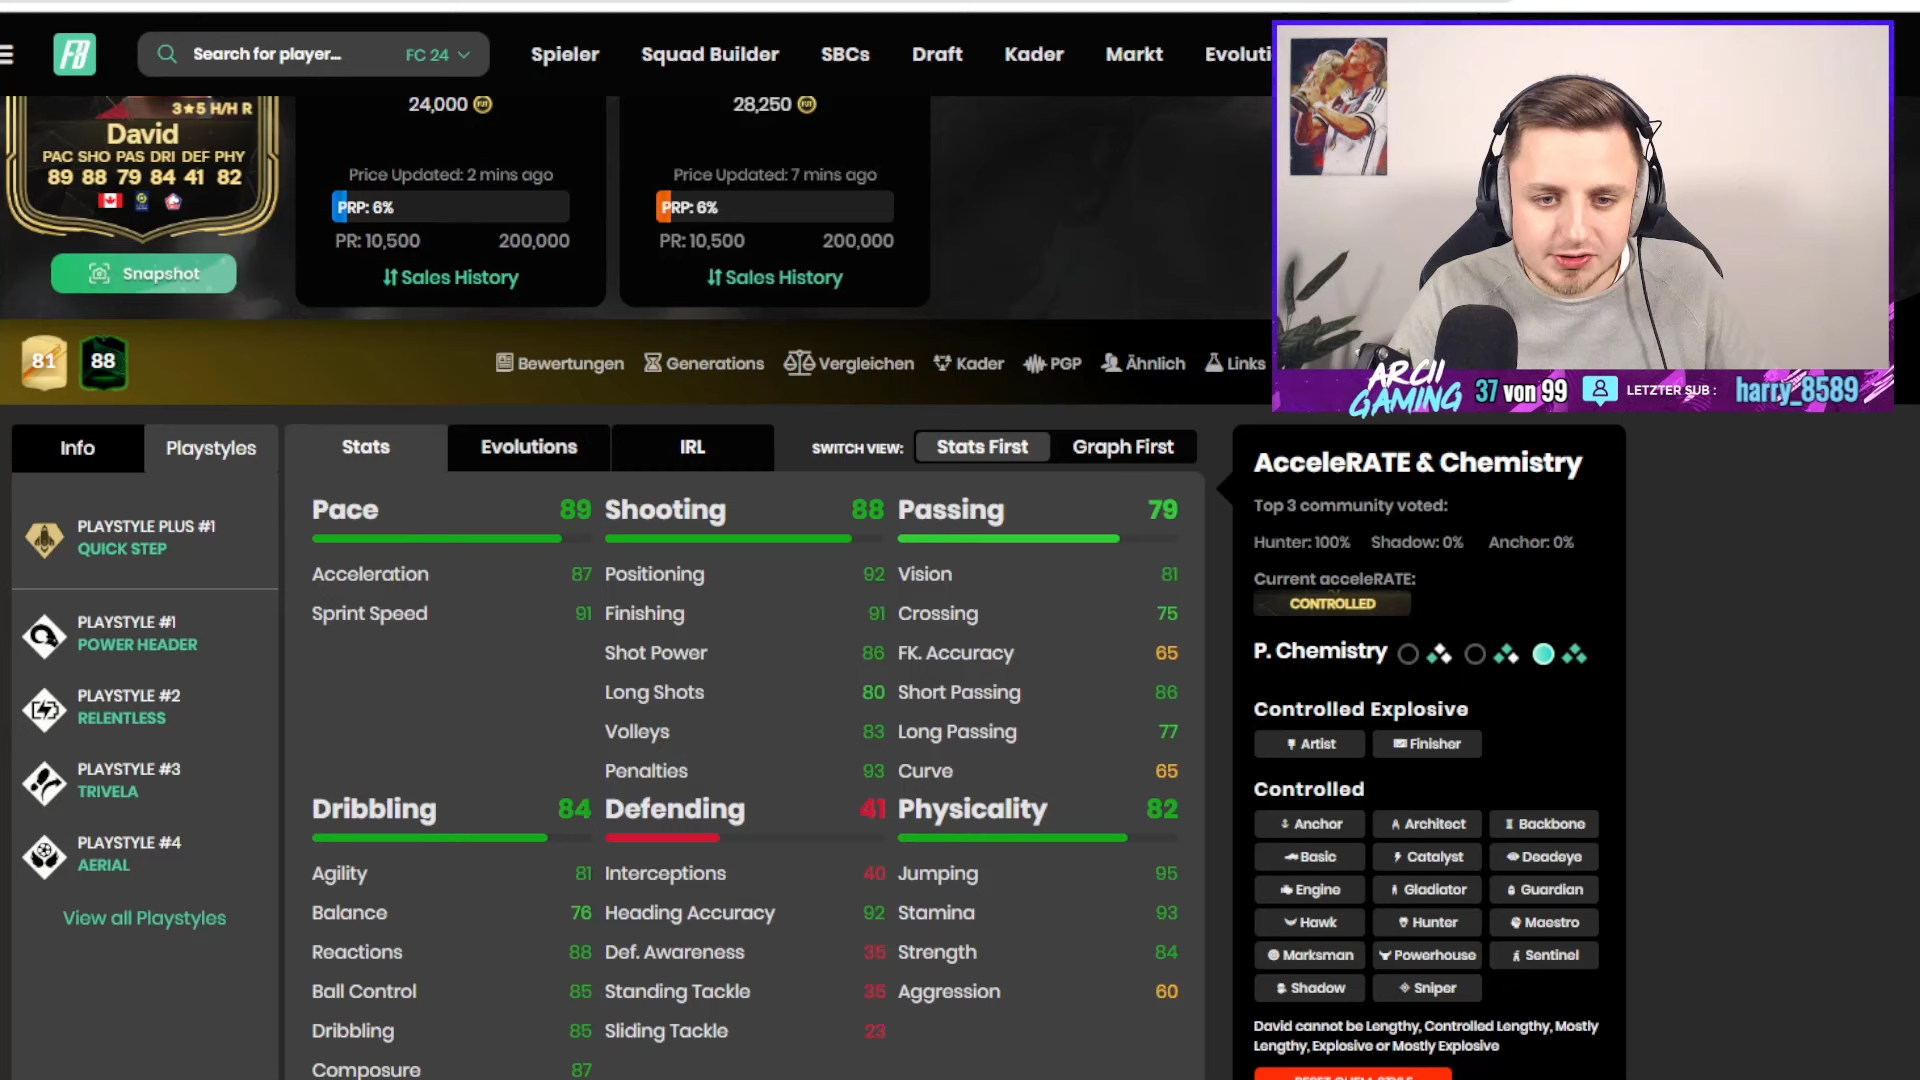 Search for player...
FC 24
Spieler
Squad Builder
SBCs
Draft
Kader
Markt
Evoluti
3★5 H/H R
David
PAC SHO PAS DRI DEF PHY
89 88 79 84 41 82
Snapshot
24,000
Price Updated: 2 mins ago
PRP: 6%
PR: 10,500
200,000
Sales History
28,250
Price Updated: 7 mins ago
PRP: 6%
PR: 10,500
200,000
Sales History
ARCII
GAMING
37 von 99
LETZTER SUB :
harry_8589
81
88
Bewertungen
Generations
Vergleichen
Kader
PGP
Ähnlich
Links
Info
Playstyles
PLAYSTYLE PLUS #1
QUICK STEP
PLAYSTYLE #1
POWER HEADER
PLAYSTYLE #2
RELENTLESS
PLAYSTYLE #3
TRIVELA
PLAYSTYLE #4
AERIAL
View all Playstyles
Stats
Evolutions
IRL
SWITCH VIEW:
Stats First
Graph First
Pace 89
Acceleration 87
Sprint Speed 91
Shooting 88
Positioning 92
Finishing 91
Shot Power 86
Long Shots 80
Volleys 83
Penalties 93
Passing 79
Vision 81
Crossing 75
FK. Accuracy 65
Short Passing 86
Long Passing 77
Curve 65
Dribbling 84
Agility 81
Balance 76
Reactions 88
Ball Control 85
Dribbling 85
Composure 87
Defending 41
Interceptions 40
Heading Accuracy 92
Def. Awareness 35
Standing Tackle 35
Sliding Tackle 23
Physicality 82
Jumping 95
Stamina 93
Strength 84
Aggression 60
AcceleRATE & Chemistry
Top 3 community voted:
Hunter: 100% Shadow: 0% Anchor: 0%
Current acceleRATE:
CONTROLLED
P. Chemistry
Controlled Explosive
Artist Finisher
Controlled
Anchor Architect Backbone
Basic Catalyst Deadeye
Engine Gladiator Guardian
Hawk Hunter Maestro
Marksman Powerhouse Sentinel
Shadow Sniper
David cannot be Lengthy, Controlled Lengthy, Mostly
Lengthy, Explosive or Mostly Explosive